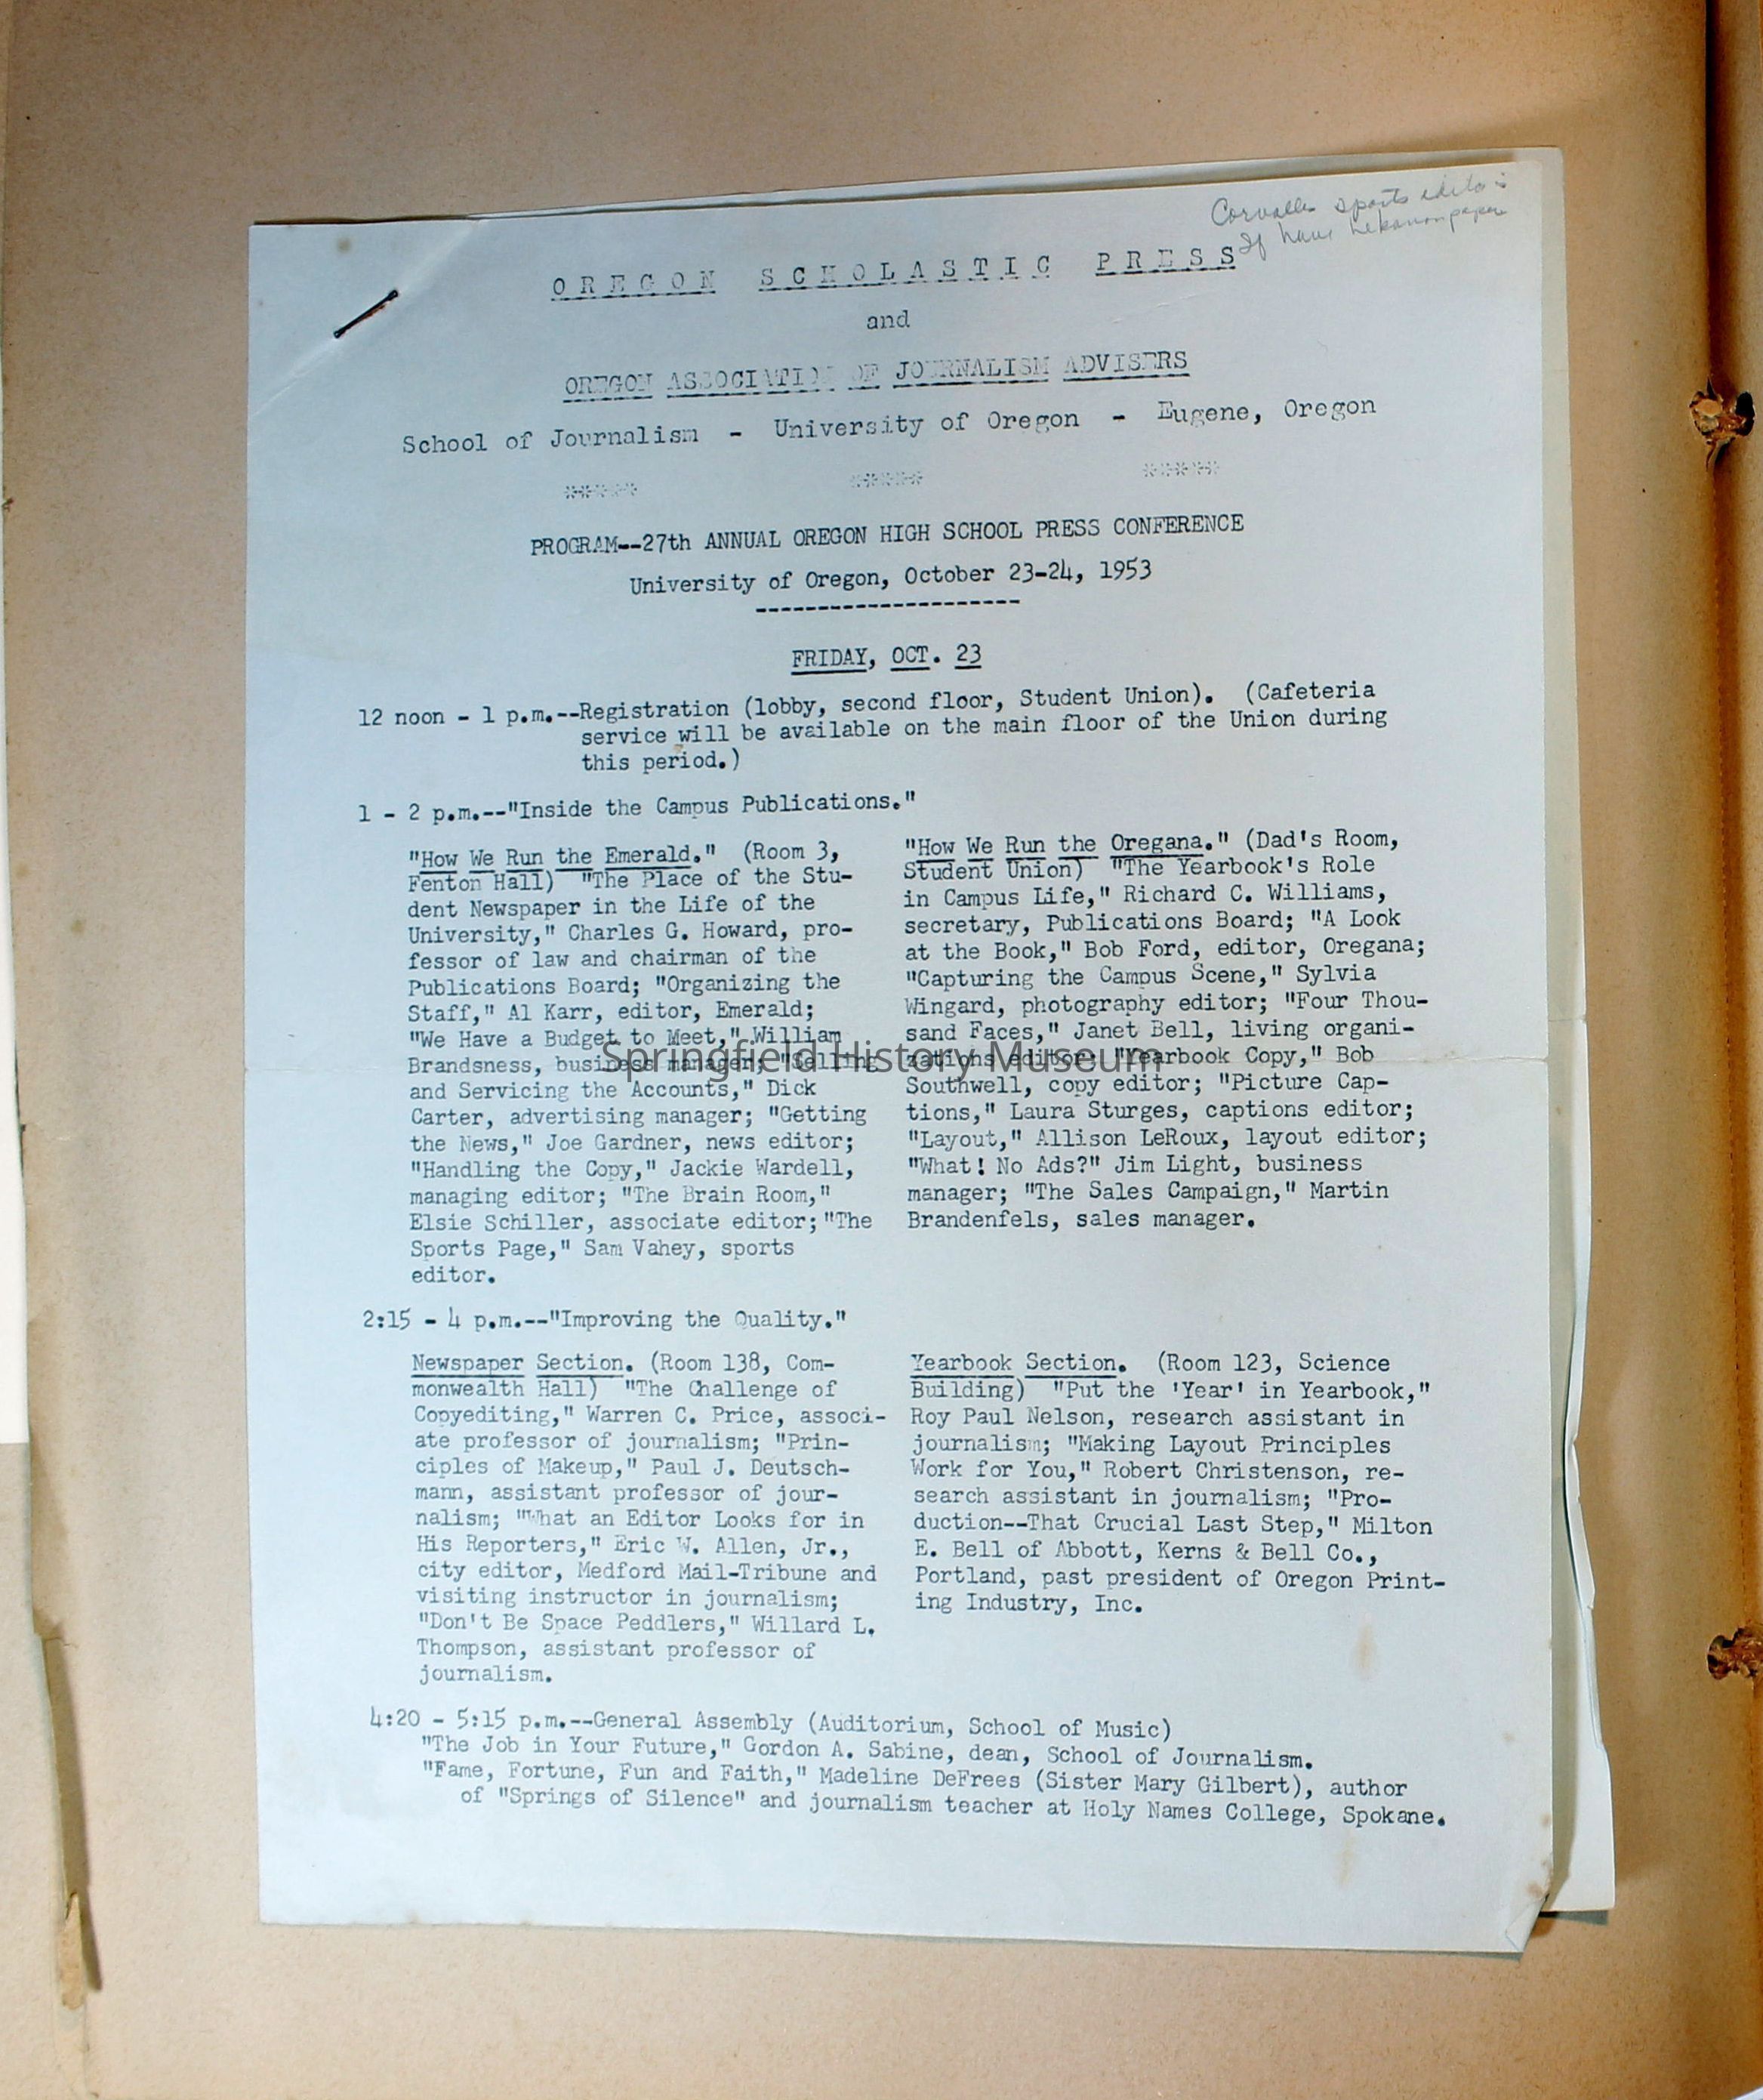 Corvallis sports editor
If have Lebanon paper
O R E G O N   S C H O L A S T I C   P R E S S
and
OREGON ASSOCIATION OF JOURNALISM ADVISERS
School of Journalism - University of Oregon - Eugene, Oregon
***** ***** *****
PROGRAM--27th ANNUAL OREGON HIGH SCHOOL PRESS CONFERENCE
University of Oregon, October 23-24, 1953
---------------------
FRIDAY, OCT. 23
12 noon - 1 p.m.--Registration (lobby, second floor, Student Union). (Cafeteria
service will be available on the main floor of the Union during
this period.)
1 - 2 p.m.--"Inside the Campus Publications."
"How We Run the Emerald." (Room 3,
Fenton Hall) "The Place of the Stu-
dent Newspaper in the Life of the
University," Charles G. Howard, pro-
fessor of law and chairman of the
Publications Board; "Organizing the
Staff," Al Karr, editor, Emerald;
"We Have a Budget to Meet," William
Brandsness, business manager; "Selling
and Servicing the Accounts," Dick
Carter, advertising manager; "Getting
the News," Joe Gardner, news editor;
"Handling the Copy," Jackie Wardell,
managing editor; "The Brain Room,"
Elsie Schiller, associate editor; "The
Sports Page," Sam Vahey, sports
editor.
"How We Run the Oregana." (Dad's Room,
Student Union) "The Yearbook's Role
in Campus Life," Richard C. Williams,
secretary, Publications Board; "A Look
at the Book," Bob Ford, editor, Oregana;
"Capturing the Campus Scene," Sylvia
Wingard, photography editor; "Four Thou-
sand Faces," Janet Bell, living organi-
zations editor; "Yearbook Copy," Bob
Southwell, copy editor; "Picture Cap-
tions," Laura Sturges, captions editor;
"Layout," Allison LeRoux, layout editor;
"What! No Ads?" Jim Light, business
manager; "The Sales Campaign," Martin
Brandenfels, sales manager.
Springfield History Museum
2:15 - 4 p.m.--"Improving the Quality."
Newspaper Section. (Room 138, Com-
monwealth Hall) "The Challenge of
Copyediting," Warren C. Price, associ-
ate professor of journalism; "Prin-
ciples of Makeup," Paul J. Deutsch-
mann, assistant professor of jour-
nalism; "What an Editor Looks for in
His Reporters," Eric W. Allen, Jr.,
city editor, Medford Mail-Tribune and
visiting instructor in journalism;
"Don't Be Space Peddlers," Willard L.
Thompson, assistant professor of
journalism.
Yearbook Section. (Room 123, Science
Building) "Put the 'Year' in Yearbook,"
Roy Paul Nelson, research assistant in
journalism; "Making Layout Principles
Work for You," Robert Christenson, re-
search assistant in journalism; "Pro-
duction--That Crucial Last Step," Milton
E. Bell of Abbott, Kerns & Bell Co.,
Portland, past president of Oregon Print-
ing Industry, Inc.
4:20 - 5:15 p.m.--General Assembly (Auditorium, School of Music)
"The Job in Your Future," Gordon A. Sabine, dean, School of Journalism.
"Fame, Fortune, Fun and Faith," Madeline DeFrees (Sister Mary Gilbert), author
of "Springs of Silence" and journalism teacher at Holy Names College, Spokane.